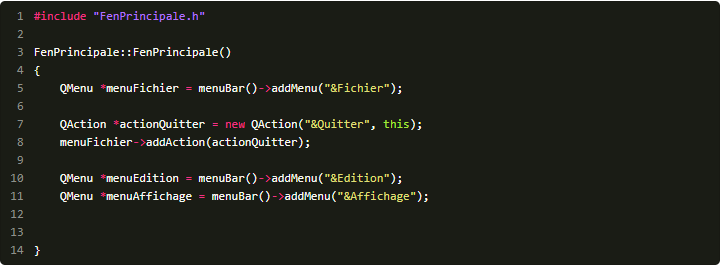 1 #include "FenPrincipale.h"
2
3 FenPrincipale::FenPrincipale()
4 {
5     QMenu *menuFichier = menuBar()->addMenu("&Fichier");
6
7     QAction *actionQuitter = new QAction("&Quitter", this);
8     menuFichier->addAction(actionQuitter);
9
10     QMenu *menuEdition = menuBar()->addMenu("&Edition");
11     QMenu *menuAffichage = menuBar()->addMenu("&Affichage");
12
13
14 }